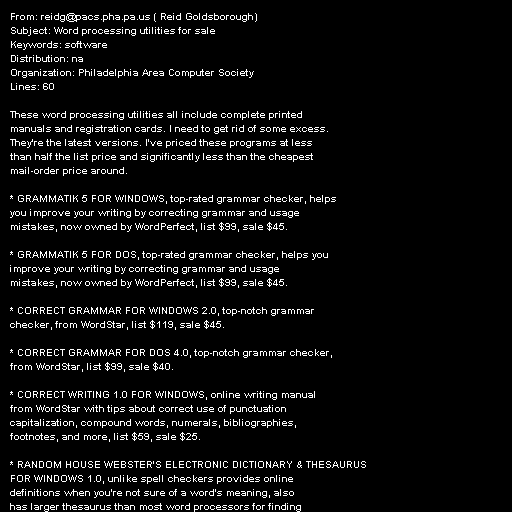 From: reidg@pacs.pha.pa.us ( Reid Goldsborough)
Subject: Word processing utilities for sale
Keywords: software
Distribution: na
Organization: Philadelphia Area Computer Society
Lines: 60

These word processing utilities all include complete printed
manuals and registration cards. I need to get rid of some excess.
They're the latest versions. I've priced these programs at less
than half the list price and significantly less than the cheapest
mail-order price around.

* GRAMMATIK 5 FOR WINDOWS, top-rated grammar checker, helps
you improve your writing by correcting grammar and usage
mistakes, now owned by WordPerfect, list $99, sale $45.

* GRAMMATIK 5 FOR DOS, top-rated grammar checker, helps you
improve your writing by correcting grammar and usage
mistakes, now owned by WordPerfect, list $99, sale $45.

* CORRECT GRAMMAR FOR WINDOWS 2.0, top-notch grammar
checker, from WordStar, list $119, sale $45.

* CORRECT GRAMMAR FOR DOS 4.0, top-notch grammar checker,
from WordStar, list $99, sale $40.

* CORRECT WRITING 1.0 FOR WINDOWS, online writing manual
from WordStar with tips about correct use of punctuation
capitalization, compound words, numerals, bibliographies,
footnotes, and more, list $59, sale $25.

* RANDOM HOUSE WEBSTER'S ELECTRONIC DICTIONARY & THESAURUS
FOR WINDOWS 1.0, unlike spell checkers provides online
definitions when you're not sure of a word's meaning, also
has larger thesaurus than most word processors for finding